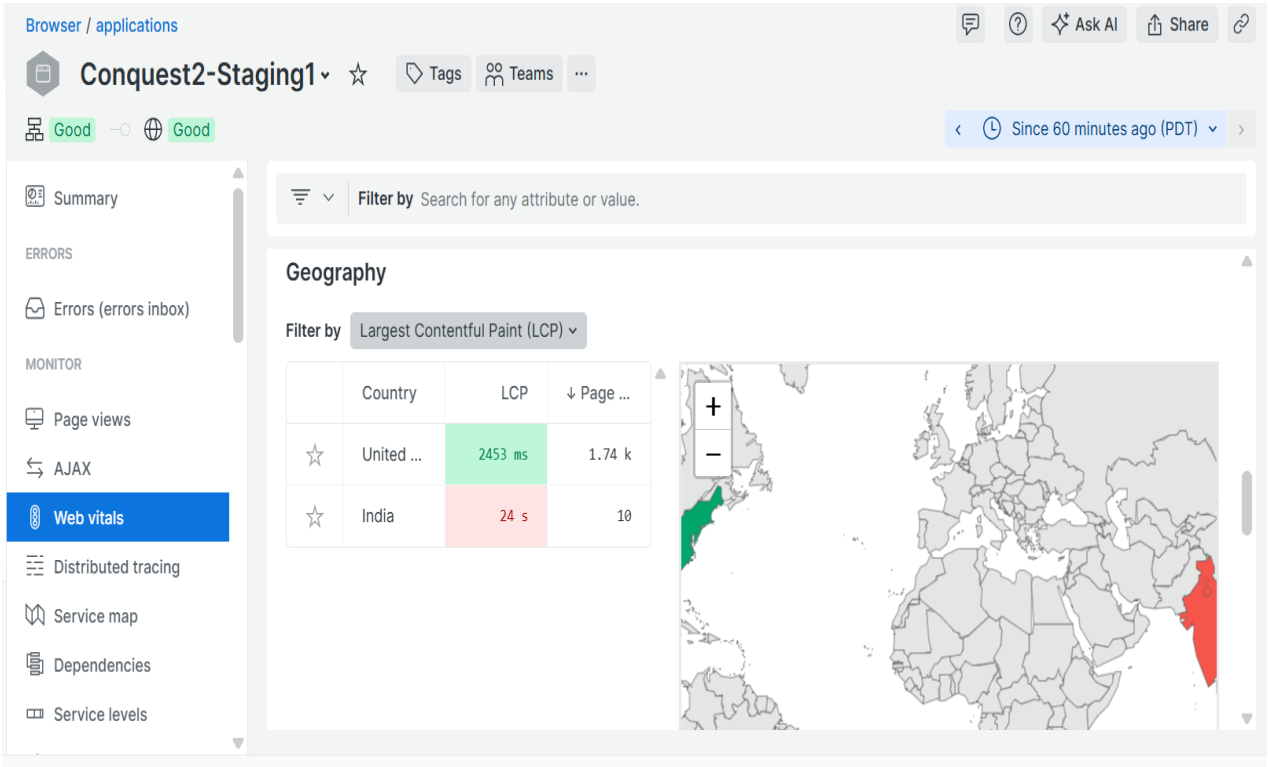 Browser / applications
Ask AI
Share
Conquest2-Staging1
Tags
Teams
...
Good
Good
Since 60 minutes ago (PDT)
Summary
ERRORS
Errors (errors inbox)
MONITOR
Page views
AJAX
Web vitals
Distributed tracing
Service map
Dependencies
Service levels
Filter by Search for any attribute or value.
Geography
Filter by Largest Contentful Paint (LCP)
Country LCP ↓ Page ...
United ... 2453 ms 1.74 k
India 24 s 10
+
−